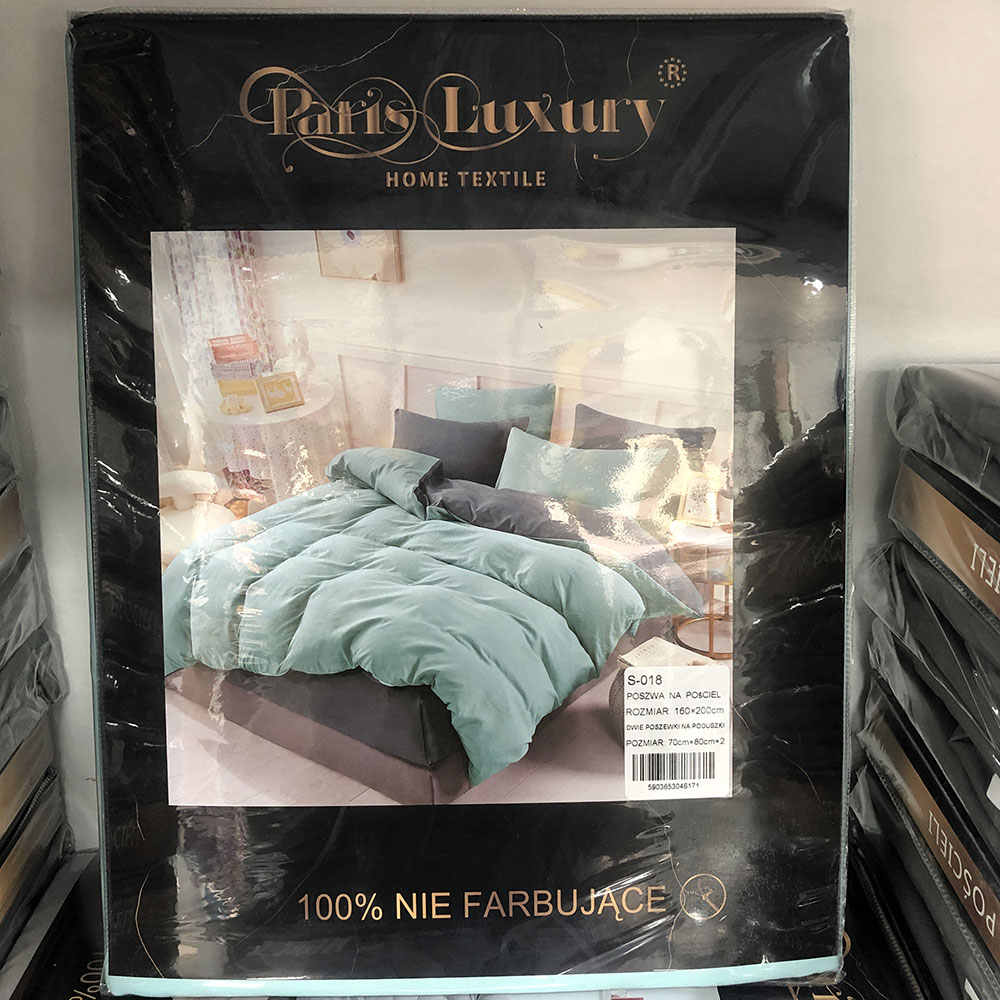 Paris Luxury ®
HOME TEXTILE
S-018
POSZWA NA POśCIEL
ROZMIAR: 160×200cm
DWIE POSZEWKI NA PODUSZKI
POZMIAR: 70cm×80cm×2
5903653046171
100% NIE FARBUJĄCE
POŚCIELI